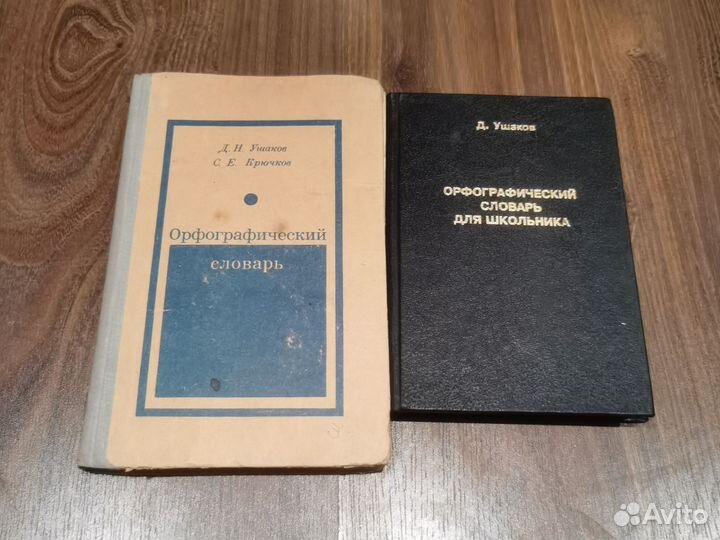 Д. Н. Ушаков
С. Е. Крючков
Орфографический
словарь
Д. Ушаков
ОРФОГРАФИЧЕСКИЙ
СЛОВАРЬ
ДЛЯ ШКОЛЬНИКА
Avito